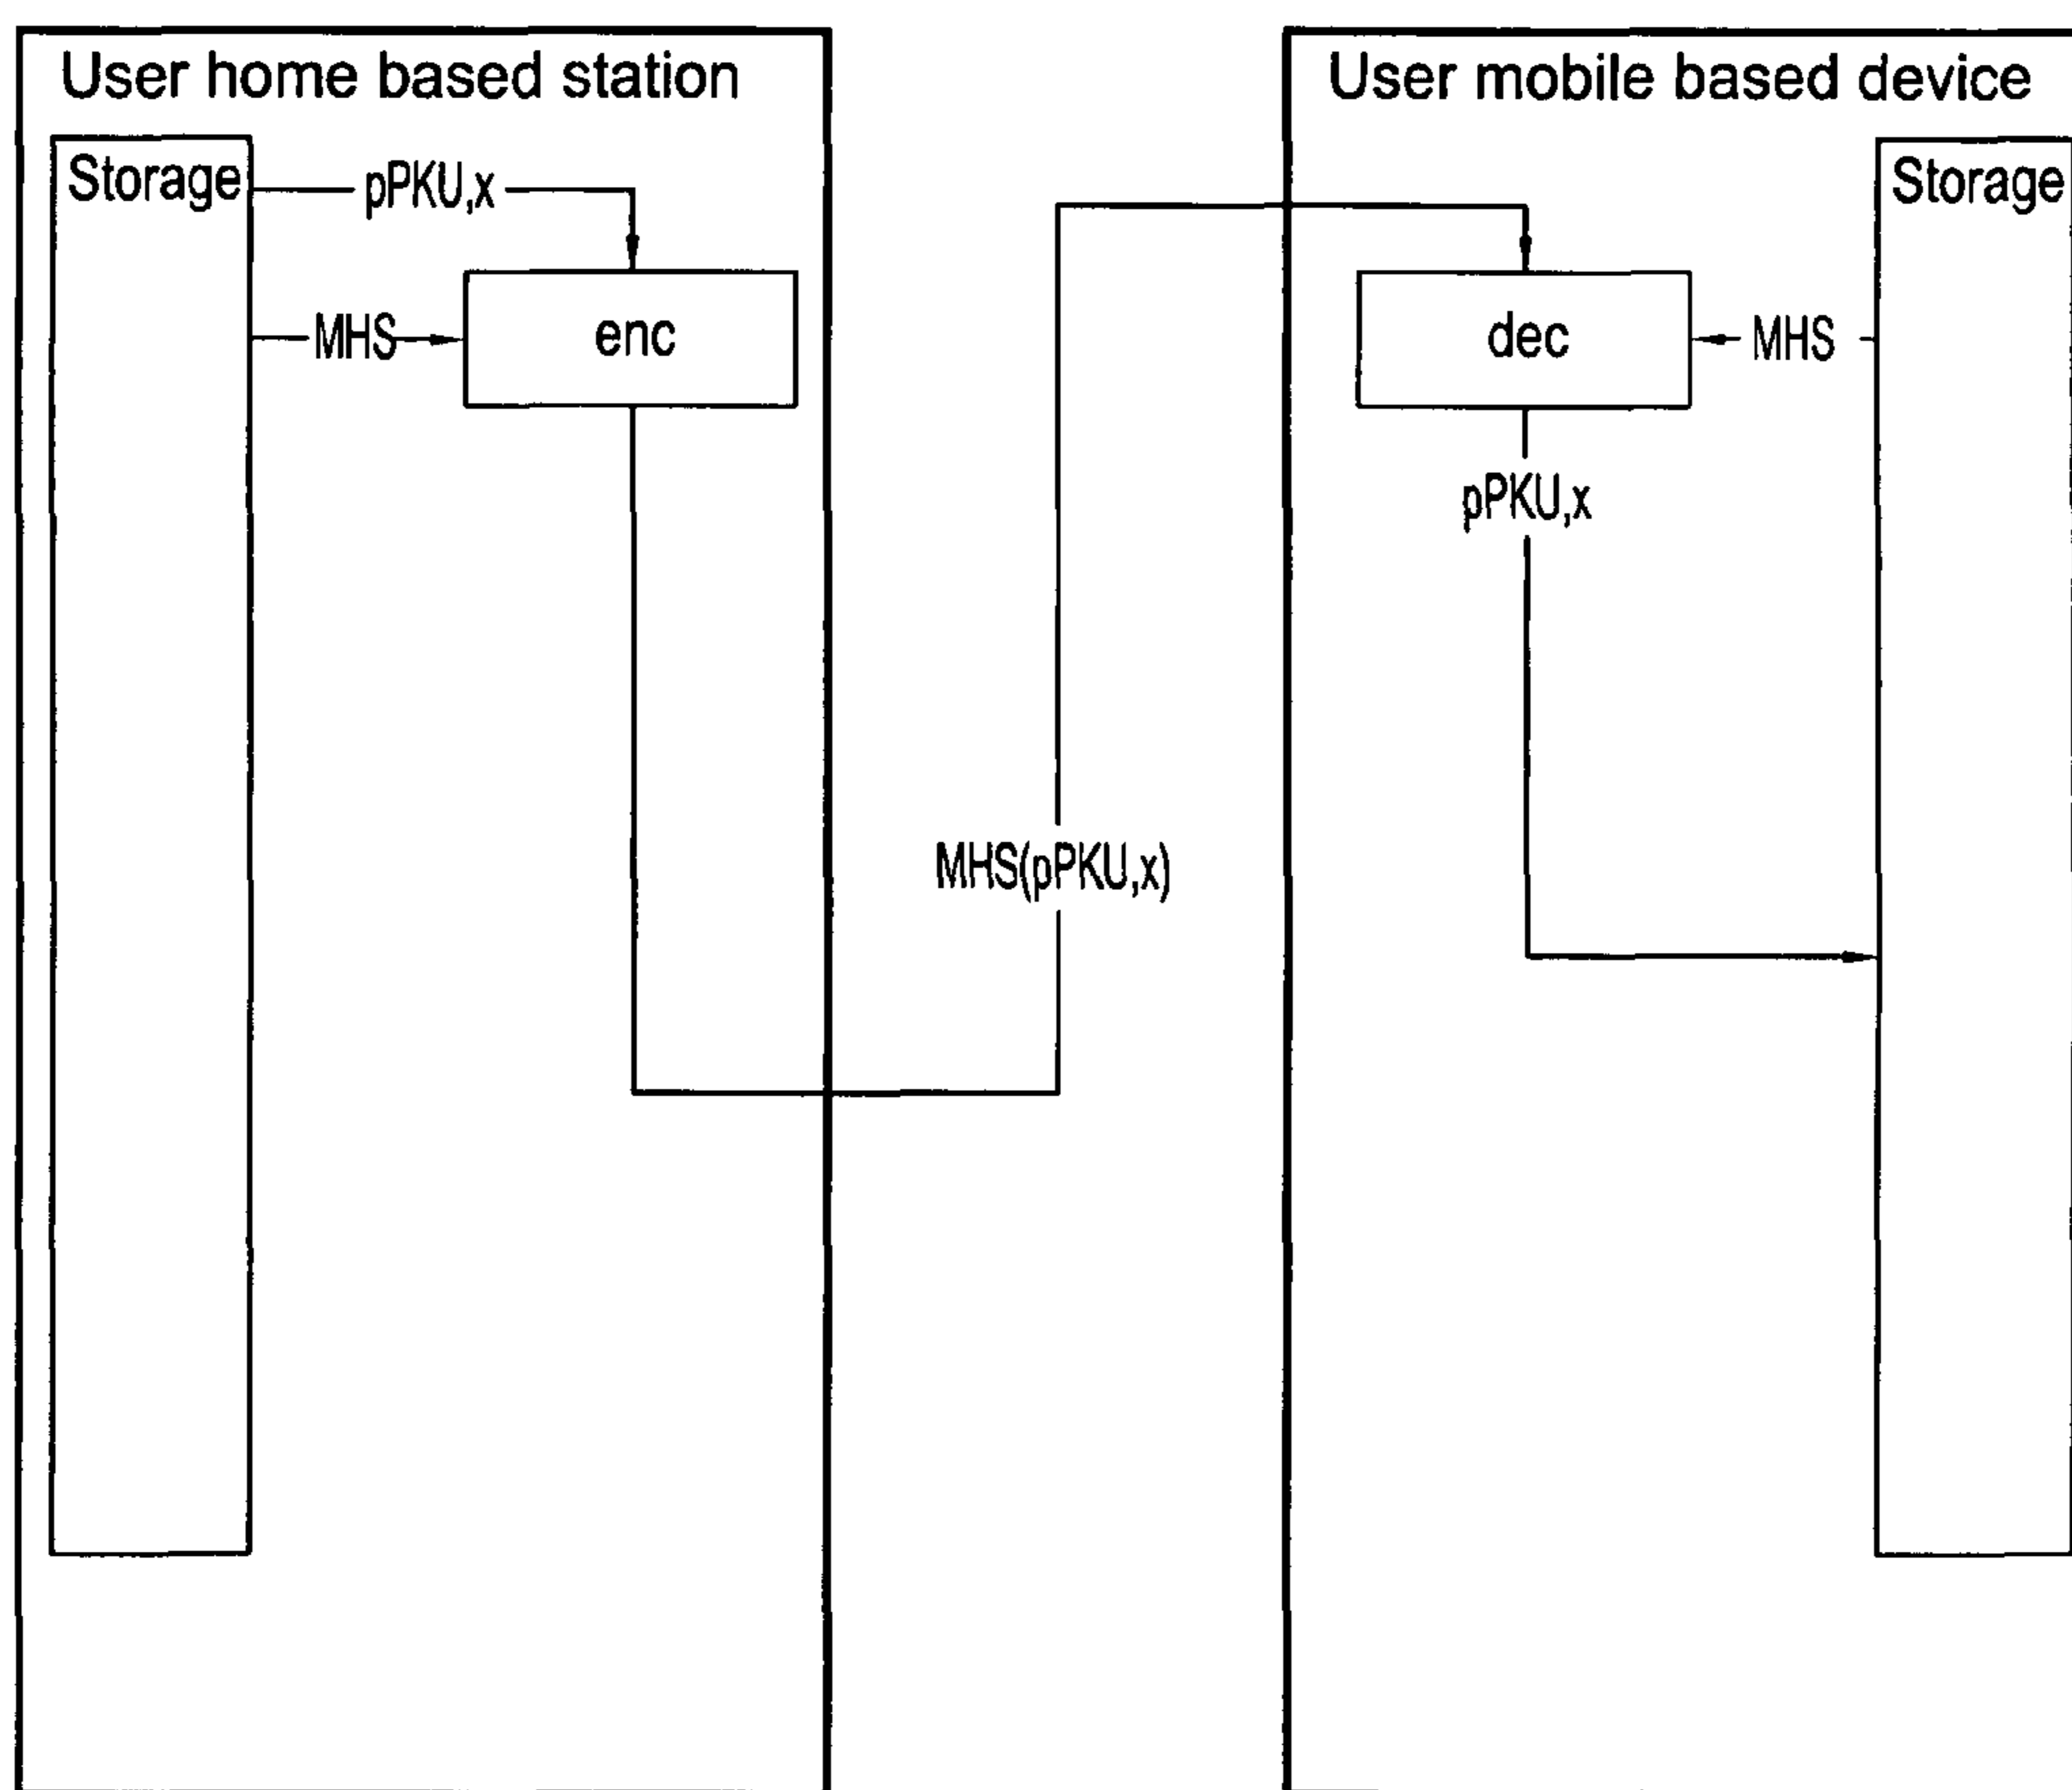 User home based station
Storage
pPKU,x
MHS
enc
MHS(pPKU,x)
User mobile based device
Storage
dec
MHS
pPKU,x